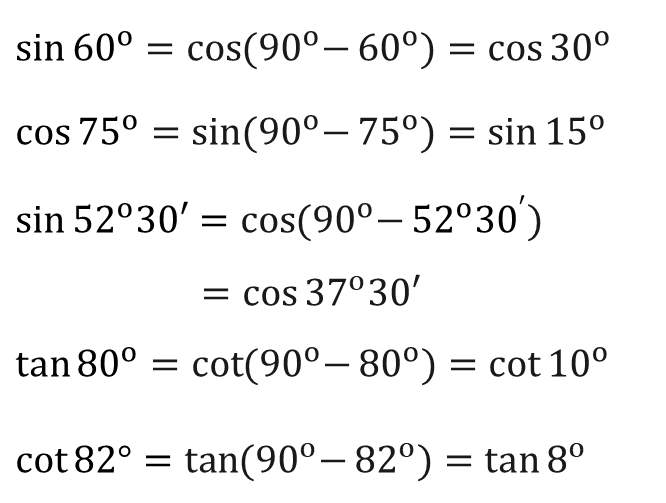 sin 60° = cos(90° − 60°) = cos 30°
cos 75° = sin(90° − 75°) = sin 15°
sin 52°30′ = cos(90° − 52°30′)
= cos 37°30′
tan 80° = cot(90° − 80°) = cot 10°
cot 82° = tan(90° − 82°) = tan 8°